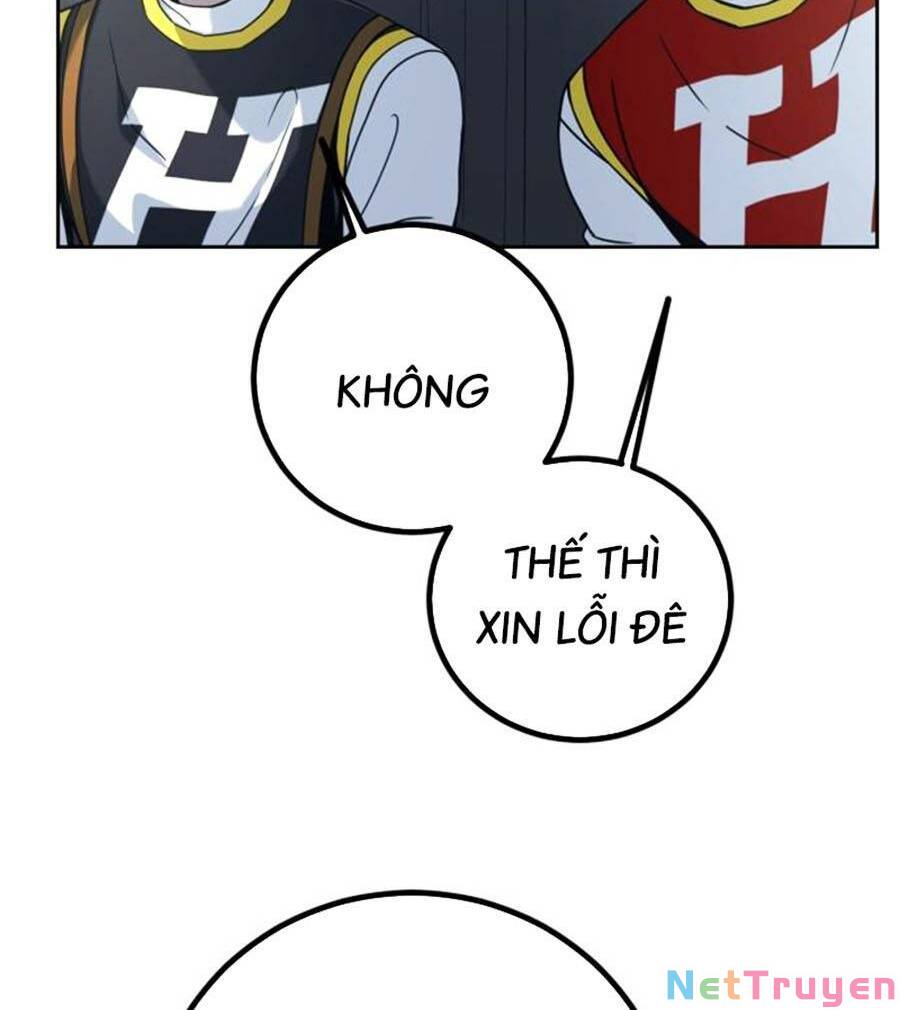 H
H
KHÔNG
THẾ THÌ
XIN LỖI ĐÊ
NetTruyen